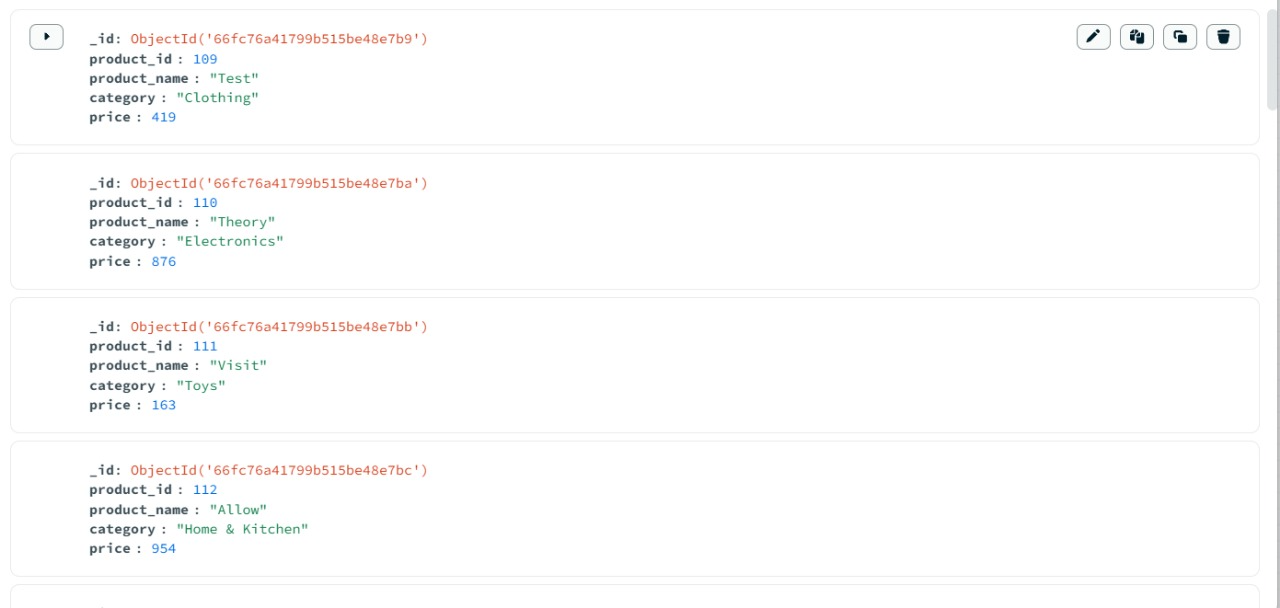 _id: ObjectId('66fc76a41799b515be48e7b9')
product_id : 109
product_name : "Test"
category : "Clothing"
price : 419
_id: ObjectId('66fc76a41799b515be48e7ba')
product_id : 110
product_name : "Theory"
category : "Electronics"
price : 876
_id: ObjectId('66fc76a41799b515be48e7bb')
product_id : 111
product_name : "Visit"
category : "Toys"
price : 163
_id: ObjectId('66fc76a41799b515be48e7bc')
product_id : 112
product_name : "Allow"
category : "Home & Kitchen"
price : 954